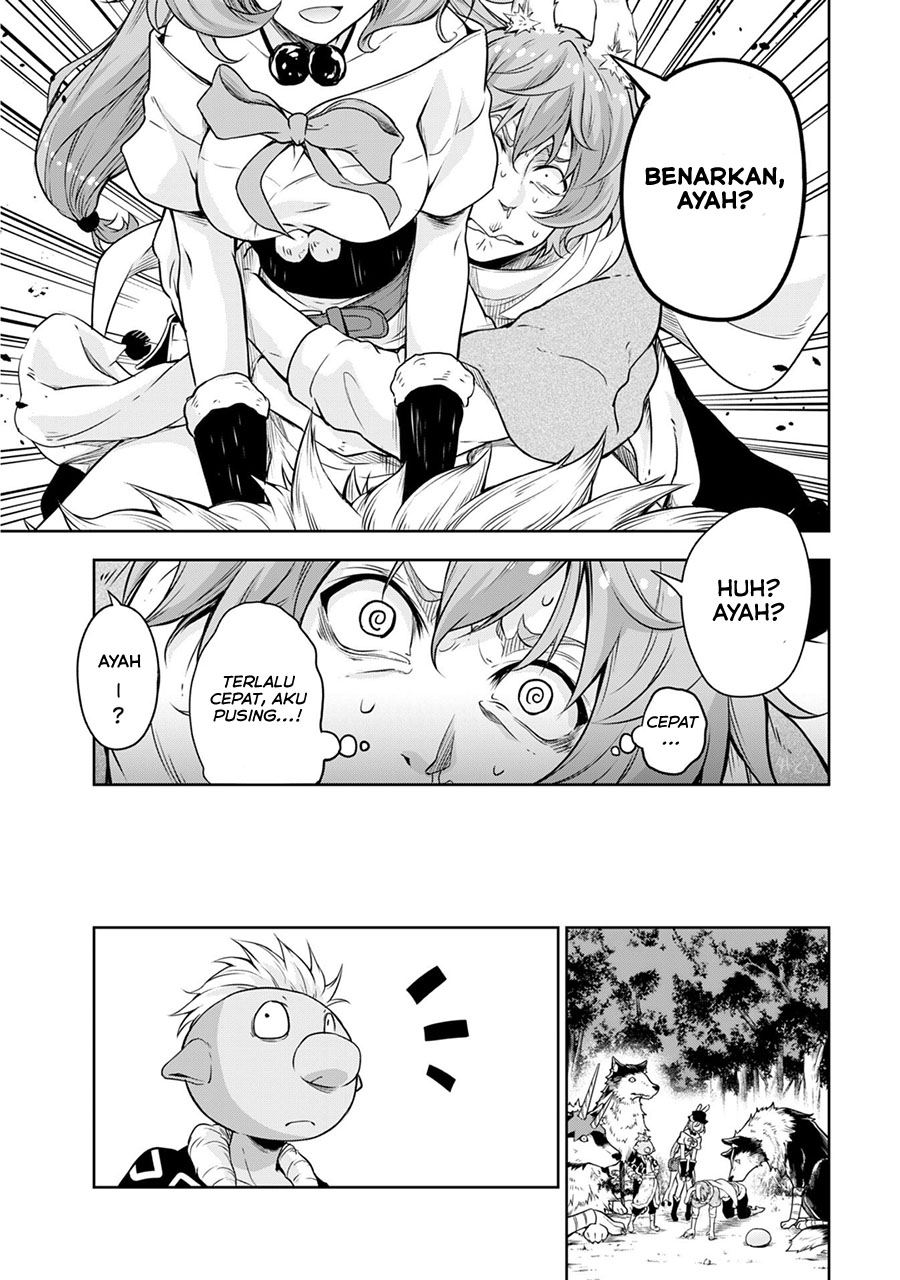 BENARKAN,
AYAH?
HUH?
AYAH?
CEPAT
...
TERLALU
CEPAT, AKU
PUSING...!
AYAH
-
?